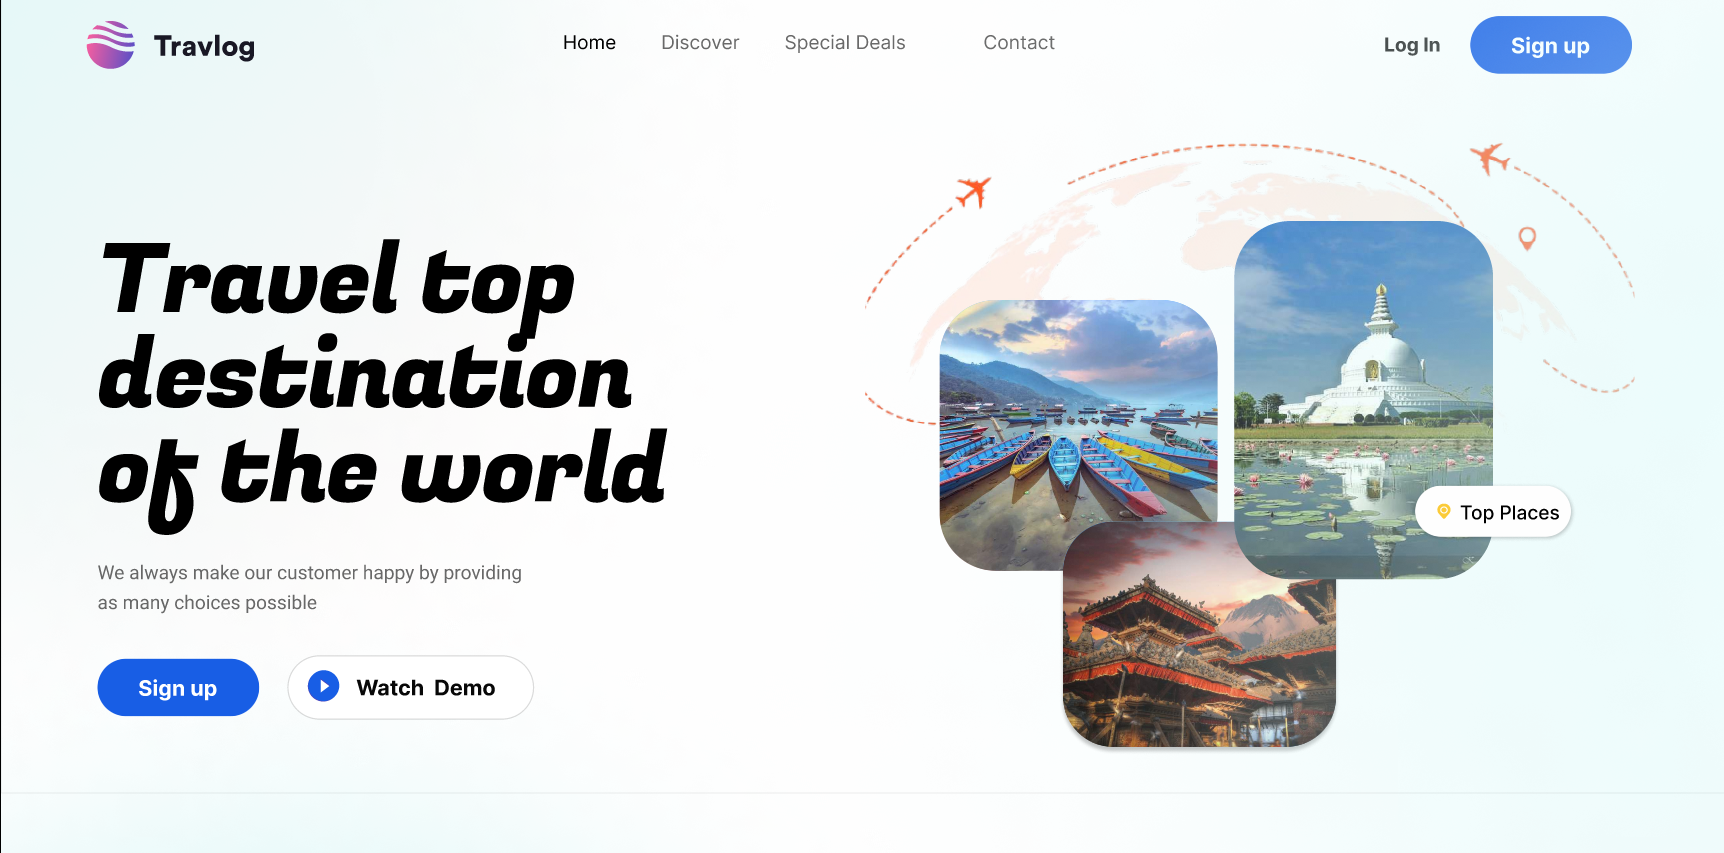 Travlog
Home Discover Special Deals Contact
Log In Sign up
Travel top
destination
of the world
We always make our customer happy by providing
as many choices possible
Sign up
Watch Demo
Top Places